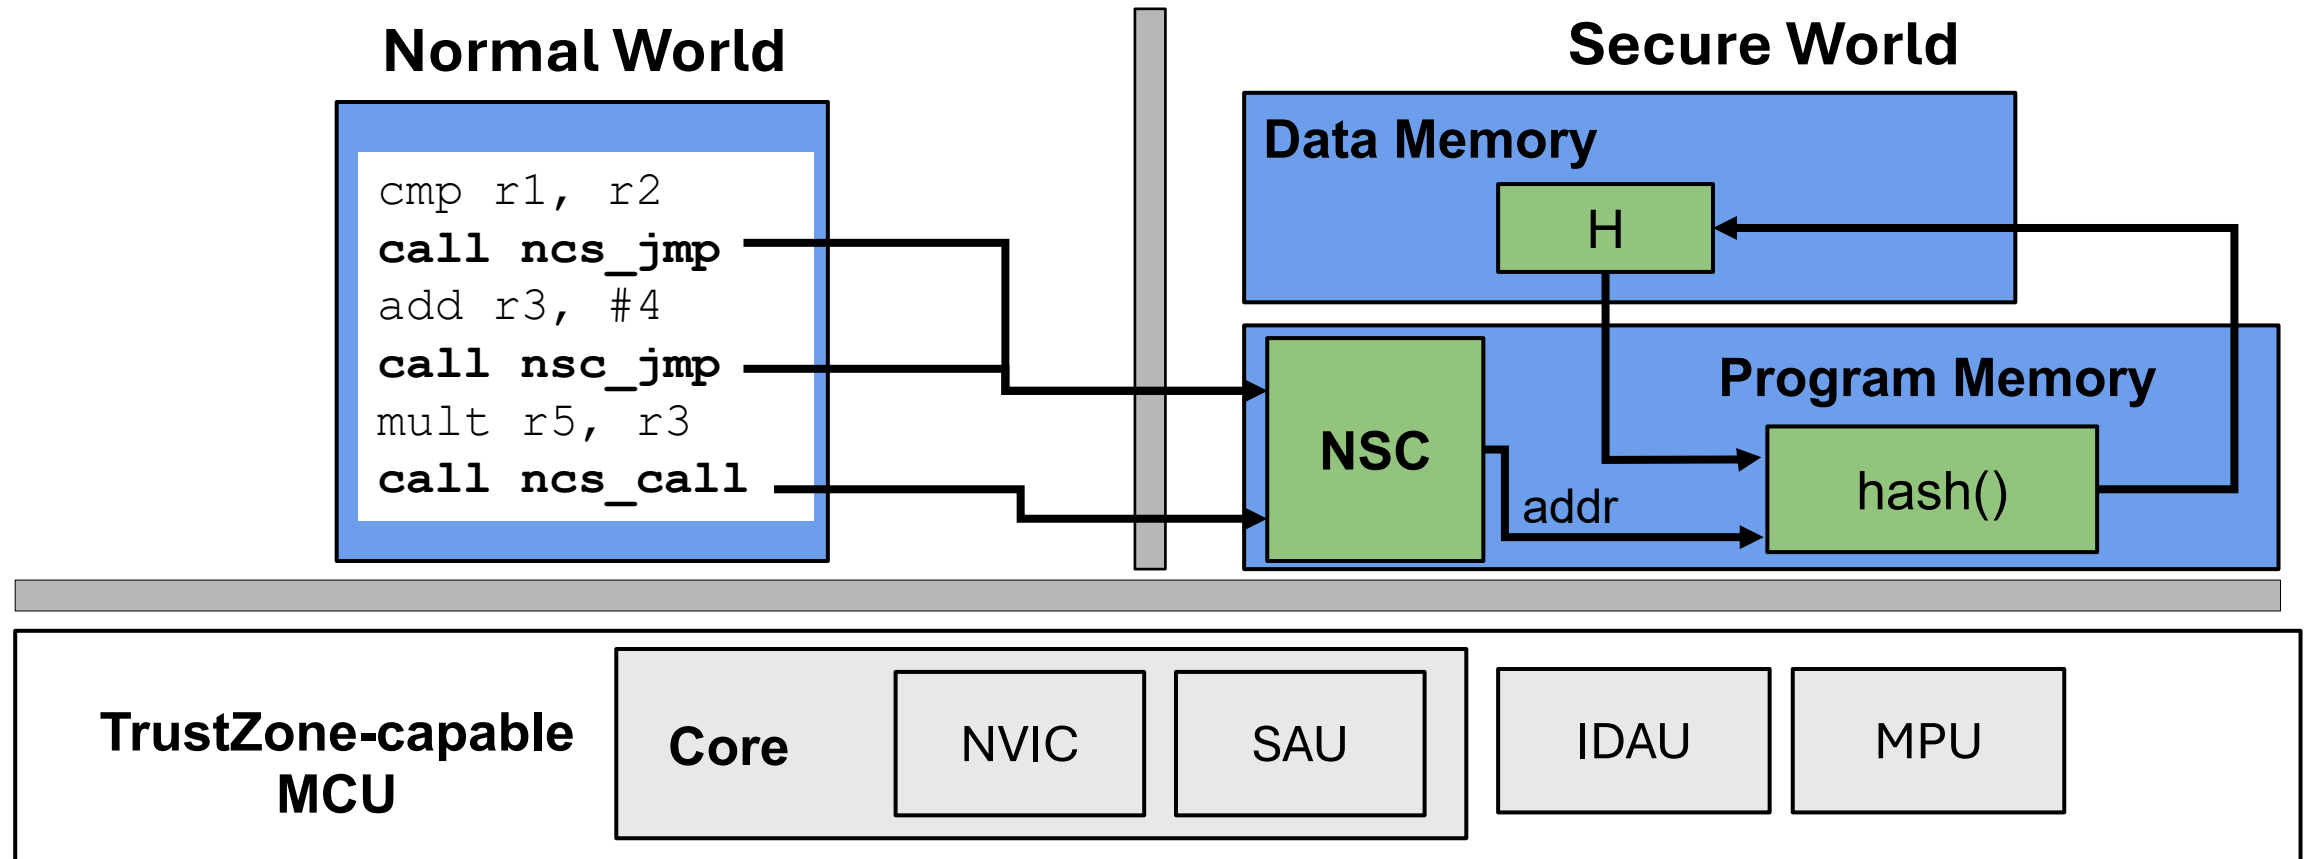 Normal World
cmp r1, r2
call ncs_jmp
add r3, #4
call nsc_jmp
mult r5, r3
call ncs_call
Secure World
Data Memory
H
Program Memory
NSC
addr
hash()
TrustZone-capable
MCU
Core
NVIC
SAU
IDAU
MPU